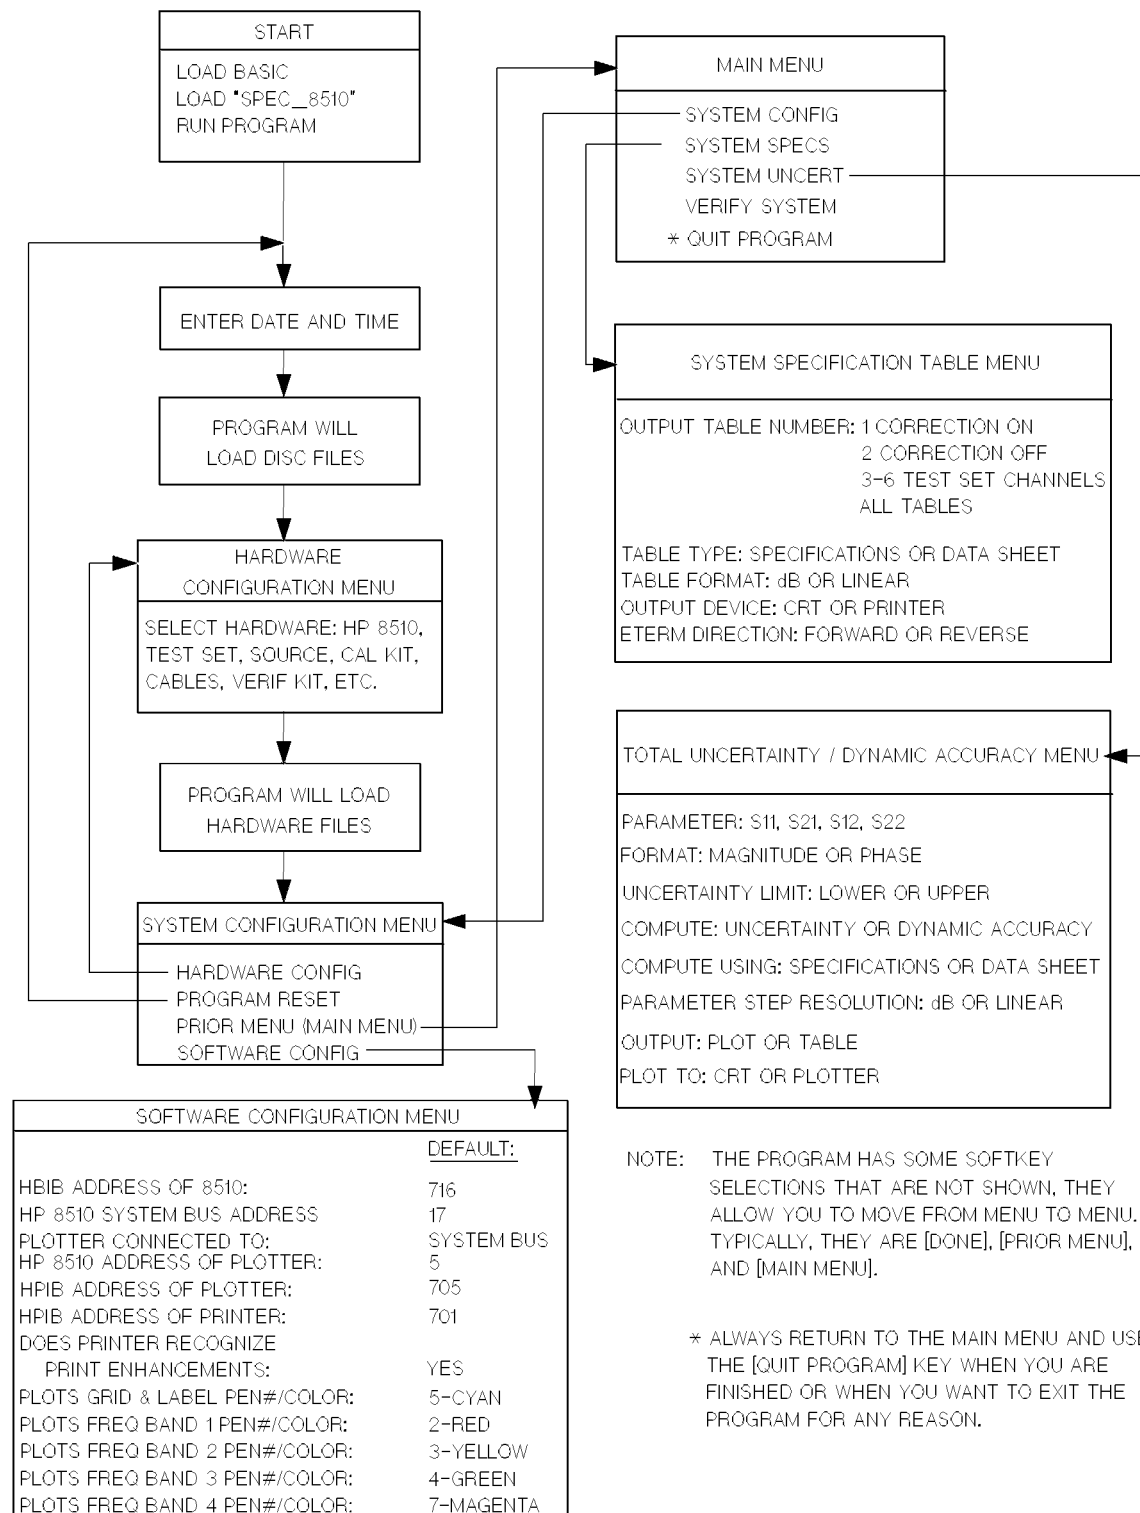 START
LOAD BASIC
LOAD "SPEC_8510"
RUN PROGRAM
ENTER DATE AND TIME
PROGRAM WILL
LOAD DISC FILES
HARDWARE
CONFIGURATION MENU
SELECT HARDWARE: HP 8510,
TEST SET, SOURCE, CAL KIT,
CABLES, VERIF KIT, ETC.
PROGRAM WILL LOAD
HARDWARE FILES
SYSTEM CONFIGURATION MENU
HARDWARE CONFIG
PROGRAM RESET
PRIOR MENU (MAIN MENU)
SOFTWARE CONFIG
SOFTWARE CONFIGURATION MENU
DEFAULT:
HBIB ADDRESS OF 8510: 716
HP 8510 SYSTEM BUS ADDRESS 17
PLOTTER CONNECTED TO: SYSTEM BUS
HP 8510 ADDRESS OF PLOTTER: 5
HPIB ADDRESS OF PLOTTER: 705
HPIB ADDRESS OF PRINTER: 701
DOES PRINTER RECOGNIZE
PRINT ENHANCEMENTS: YES
PLOTS GRID & LABEL PEN#/COLOR: 5-CYAN
PLOTS FREQ BAND 1 PEN#/COLOR: 2-RED
PLOTS FREQ BAND 2 PEN#/COLOR: 3-YELLOW
PLOTS FREQ BAND 3 PEN#/COLOR: 4-GREEN
PLOTS FREQ BAND 4 PEN#/COLOR: 7-MAGENTA
MAIN MENU
SYSTEM CONFIG
SYSTEM SPECS
SYSTEM UNCERT
VERIFY SYSTEM
* QUIT PROGRAM
SYSTEM SPECIFICATION TABLE MENU
OUTPUT TABLE NUMBER: 1 CORRECTION ON
2 CORRECTION OFF
3-6 TEST SET CHANNELS
ALL TABLES
TABLE TYPE: SPECIFICATIONS OR DATA SHEET
TABLE FORMAT: dB OR LINEAR
OUTPUT DEVICE: CRT OR PRINTER
ETERM DIRECTION: FORWARD OR REVERSE
TOTAL UNCERTAINTY / DYNAMIC ACCURACY MENU
PARAMETER: S11, S21, S12, S22
FORMAT: MAGNITUDE OR PHASE
UNCERTAINTY LIMIT: LOWER OR UPPER
COMPUTE: UNCERTAINTY OR DYNAMIC ACCURACY
COMPUTE USING: SPECIFICATIONS OR DATA SHEET
PARAMETER STEP RESOLUTION: dB OR LINEAR
OUTPUT: PLOT OR TABLE
PLOT TO: CRT OR PLOTTER
NOTE: THE PROGRAM HAS SOME SOFTKEY
SELECTIONS THAT ARE NOT SHOWN, THEY
ALLOW YOU TO MOVE FROM MENU TO MENU.
TYPICALLY, THEY ARE [DONE], [PRIOR MENU],
AND [MAIN MENU].
* ALWAYS RETURN TO THE MAIN MENU AND USE
THE [QUIT PROGRAM] KEY WHEN YOU ARE
FINISHED OR WHEN YOU WANT TO EXIT THE
PROGRAM FOR ANY REASON.